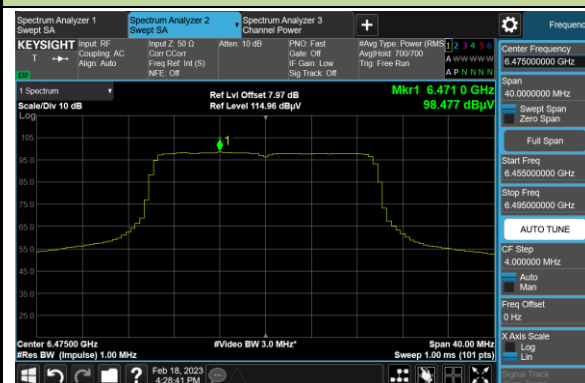 Spectrum Analyzer 1
Swept SA
Spectrum Analyzer 2
Swept SA
Spectrum Analyzer 3
Channel Power
Frequenc
KEYSIGHT
Input: RF
Coupling: AC
Align: Auto
Input Z: 50 Ω
Corr CCorr
Freq Ref: Int (S)
NFE: Off
Atten: 10 dB
PNO: Fast
Gate: Off
IF Gain: Low
Sig Track: Off
#Avg Type: Power (RMS
Avg|Hold: 700/700
Trig: Free Run
1 2 3 4 5 6
A W W W W W
A P N N N N
1 Spectrum
Scale/Div 10 dB
Log
Ref Lvl Offset 7.97 dB
Ref Level 114.96 dBµV
Mkr1 6.471 0 GHz
98.477 dBµV
1
105
95.0
85.0
75.0
65.0
55.0
45.0
35.0
25.0
Center 6.47500 GHz
#Res BW (Impulse) 1.00 MHz
#Video BW 3.0 MHz*
Span 40.00 MHz
Sweep 1.00 ms (101 pts)
Feb 18, 2023
4:28:41 PM
Center Frequency
6.475000000 GHz
Span
40.0000000 MHz
Swept Span
Zero Span
Full Span
Start Freq
6.455000000 GHz
Stop Freq
6.495000000 GHz
AUTO TUNE
CF Step
4.000000 MHz
Auto
Man
Freq Offset
0 Hz
X Axis Scale
Log
Lin
Signal Track